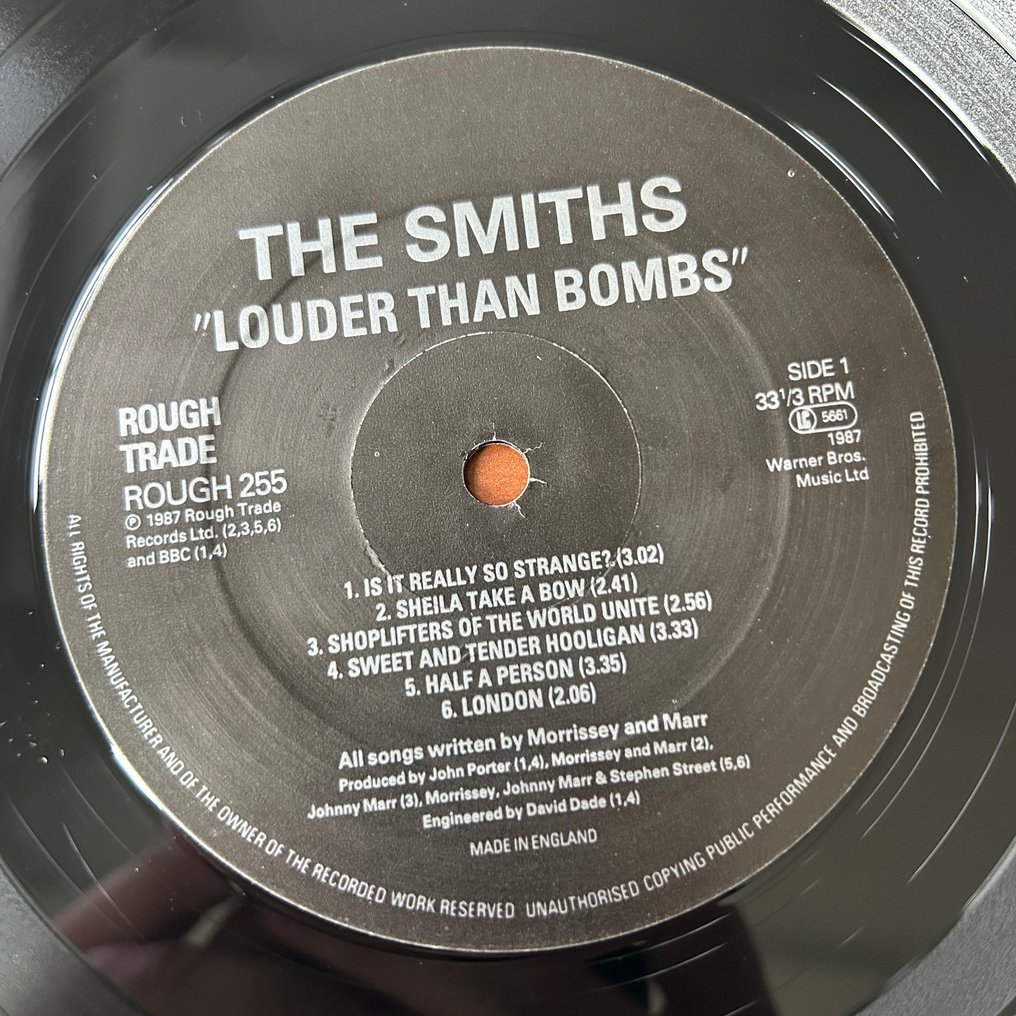 THE SMITHS
"LOUDER THAN BOMBS"
ROUGH
TRADE
ROUGH 255
℗ 1987 Rough Trade
Records Ltd. (2,3,5,6)
and BBC (1,4)
SIDE 1
33 1/3 RPM
LC 5661
1987
Warner Bros.
Music Ltd
1. IS IT REALLY SO STRANGE? (3.02)
2. SHEILA TAKE A BOW (2.41)
3. SHOPLIFTERS OF THE WORLD UNITE (2.56)
4. SWEET AND TENDER HOOLIGAN (3.33)
5. HALF A PERSON (3.35)
6. LONDON (2.06)
All songs written by Morrissey and Marr
Produced by John Porter (1,4), Morrissey and Marr (2),
Johnny Marr (3), Morrissey, Johnny Marr & Stephen Street (5,6)
Engineered by David Dade (1,4)
MADE IN ENGLAND
ALL RIGHTS OF THE MANUFACTURER AND OF THE OWNER OF THE RECORDED WORK RESERVED UNAUTHORISED COPYING PUBLIC PERFORMANCE AND BROADCASTING OF THIS RECORD PROHIBITED